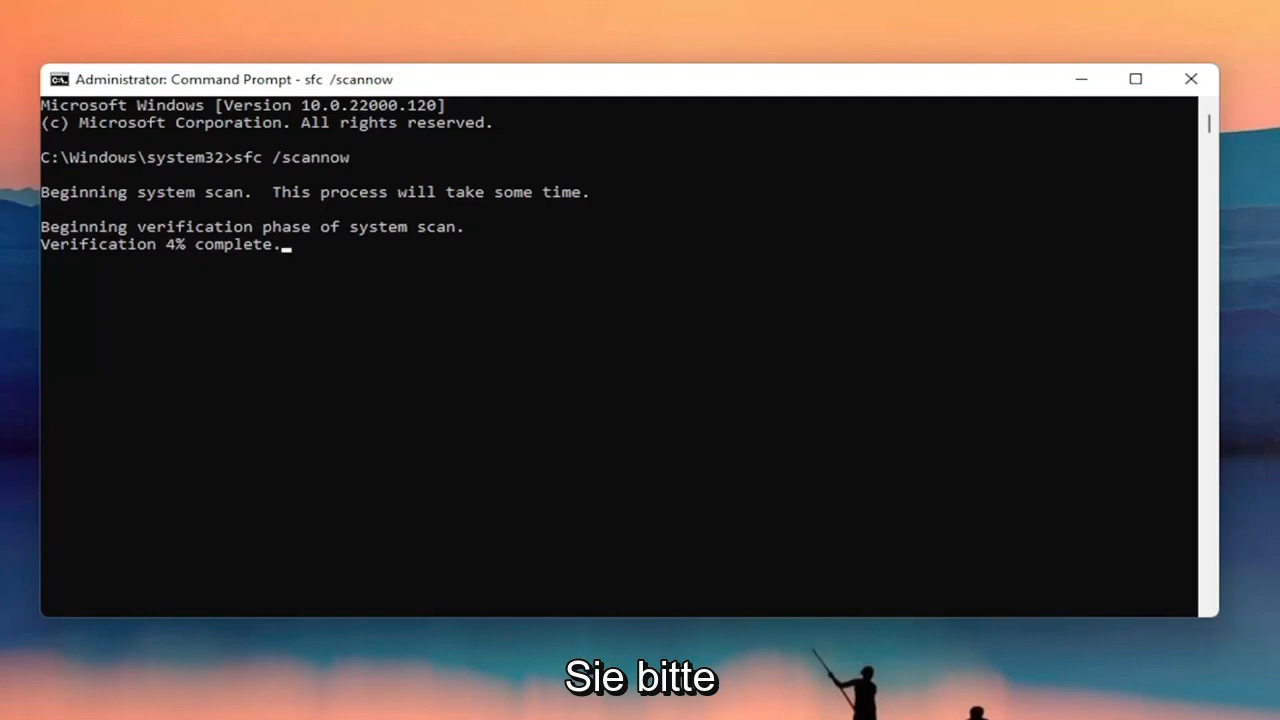 Administrator: Command Prompt - sfc  /scannow
Microsoft Windows [Version 10.0.22000.120]
(c) Microsoft Corporation. All rights reserved.
C:\Windows\system32>sfc /scannow
Beginning system scan.  This process will take some time.
Beginning verification phase of system scan.
Verification 4% complete.
Sie bitte